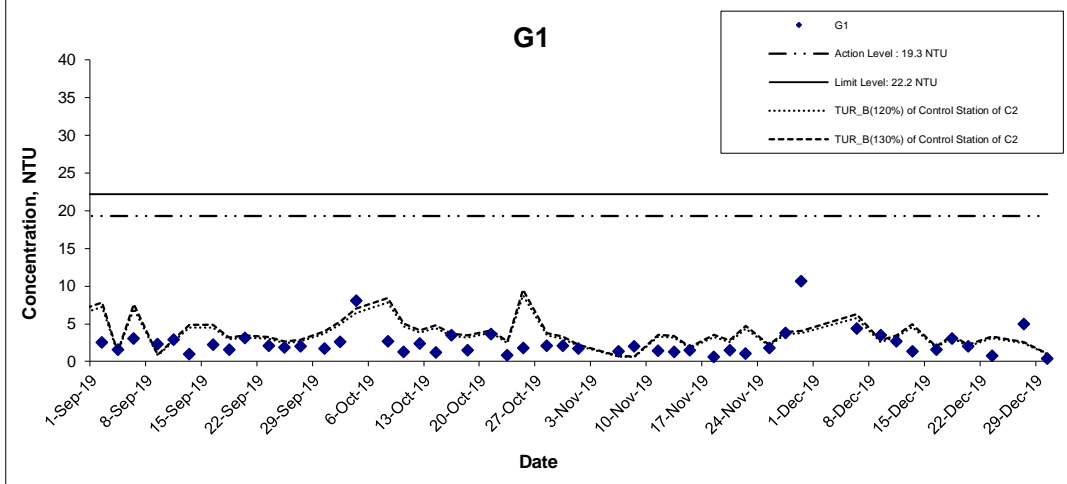 G1
G1
Action Level : 19.3 NTU
Limit Level: 22.2 NTU
TUR_B(120%) of Control Station of C2
TUR_B(130%) of Control Station of C2
Concentration, NTU
40
35
30
25
20
15
10
5
0
1-Sep-19
8-Sep-19
15-Sep-19
22-Sep-19
29-Sep-19
6-Oct-19
13-Oct-19
20-Oct-19
27-Oct-19
3-Nov-19
10-Nov-19
17-Nov-19
24-Nov-19
1-Dec-19
8-Dec-19
15-Dec-19
22-Dec-19
29-Dec-19
Date